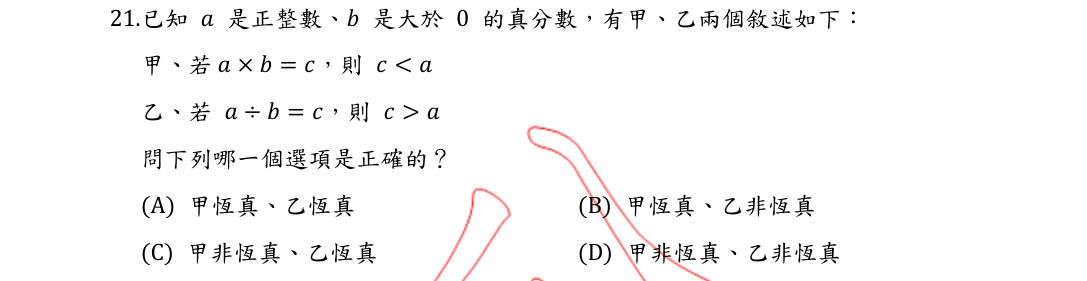 21.已知 a 是正整數、b 是大於 0 的真分數，有甲、乙兩個敘述如下：
甲、若 a × b = c，則 c < a
乙、若 a ÷ b = c，則 c > a
問下列哪一個選項是正確的？
(A) 甲恆真、乙恆真 (B) 甲恆真、乙非恆真
(C) 甲非恆真、乙恆真 (D) 甲非恆真、乙非恆真